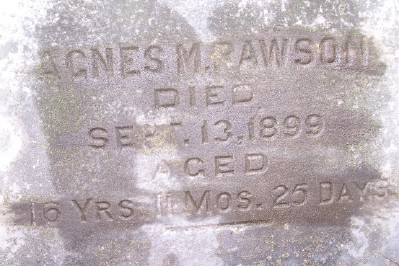 AGNES M. RAWSON
DIED
SEPT. 13, 1899
AGED
16 YRS. 11 MOS. 25 DAYS